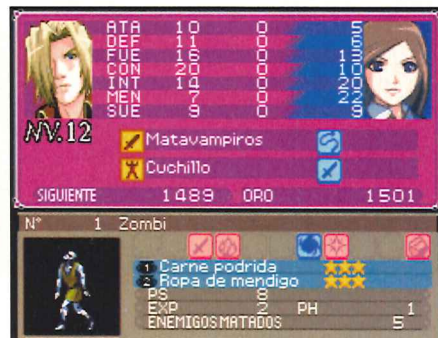 ATA 10 0 5
DEF 11 0 6
FUE 16 0 13
CON 20 0 10
INT 14 0 20
MEN 7 0 22
SUE 9 0 9
NV.12
Matavampiros
Cuchillo
SIGUIENTE 1489 ORO 1501
Nº 1 Zombi
1 Carne podrida
2 Ropa de mendigo
PS 8
EXP 2 PH 1
ENEMIGOS MATADOS 5